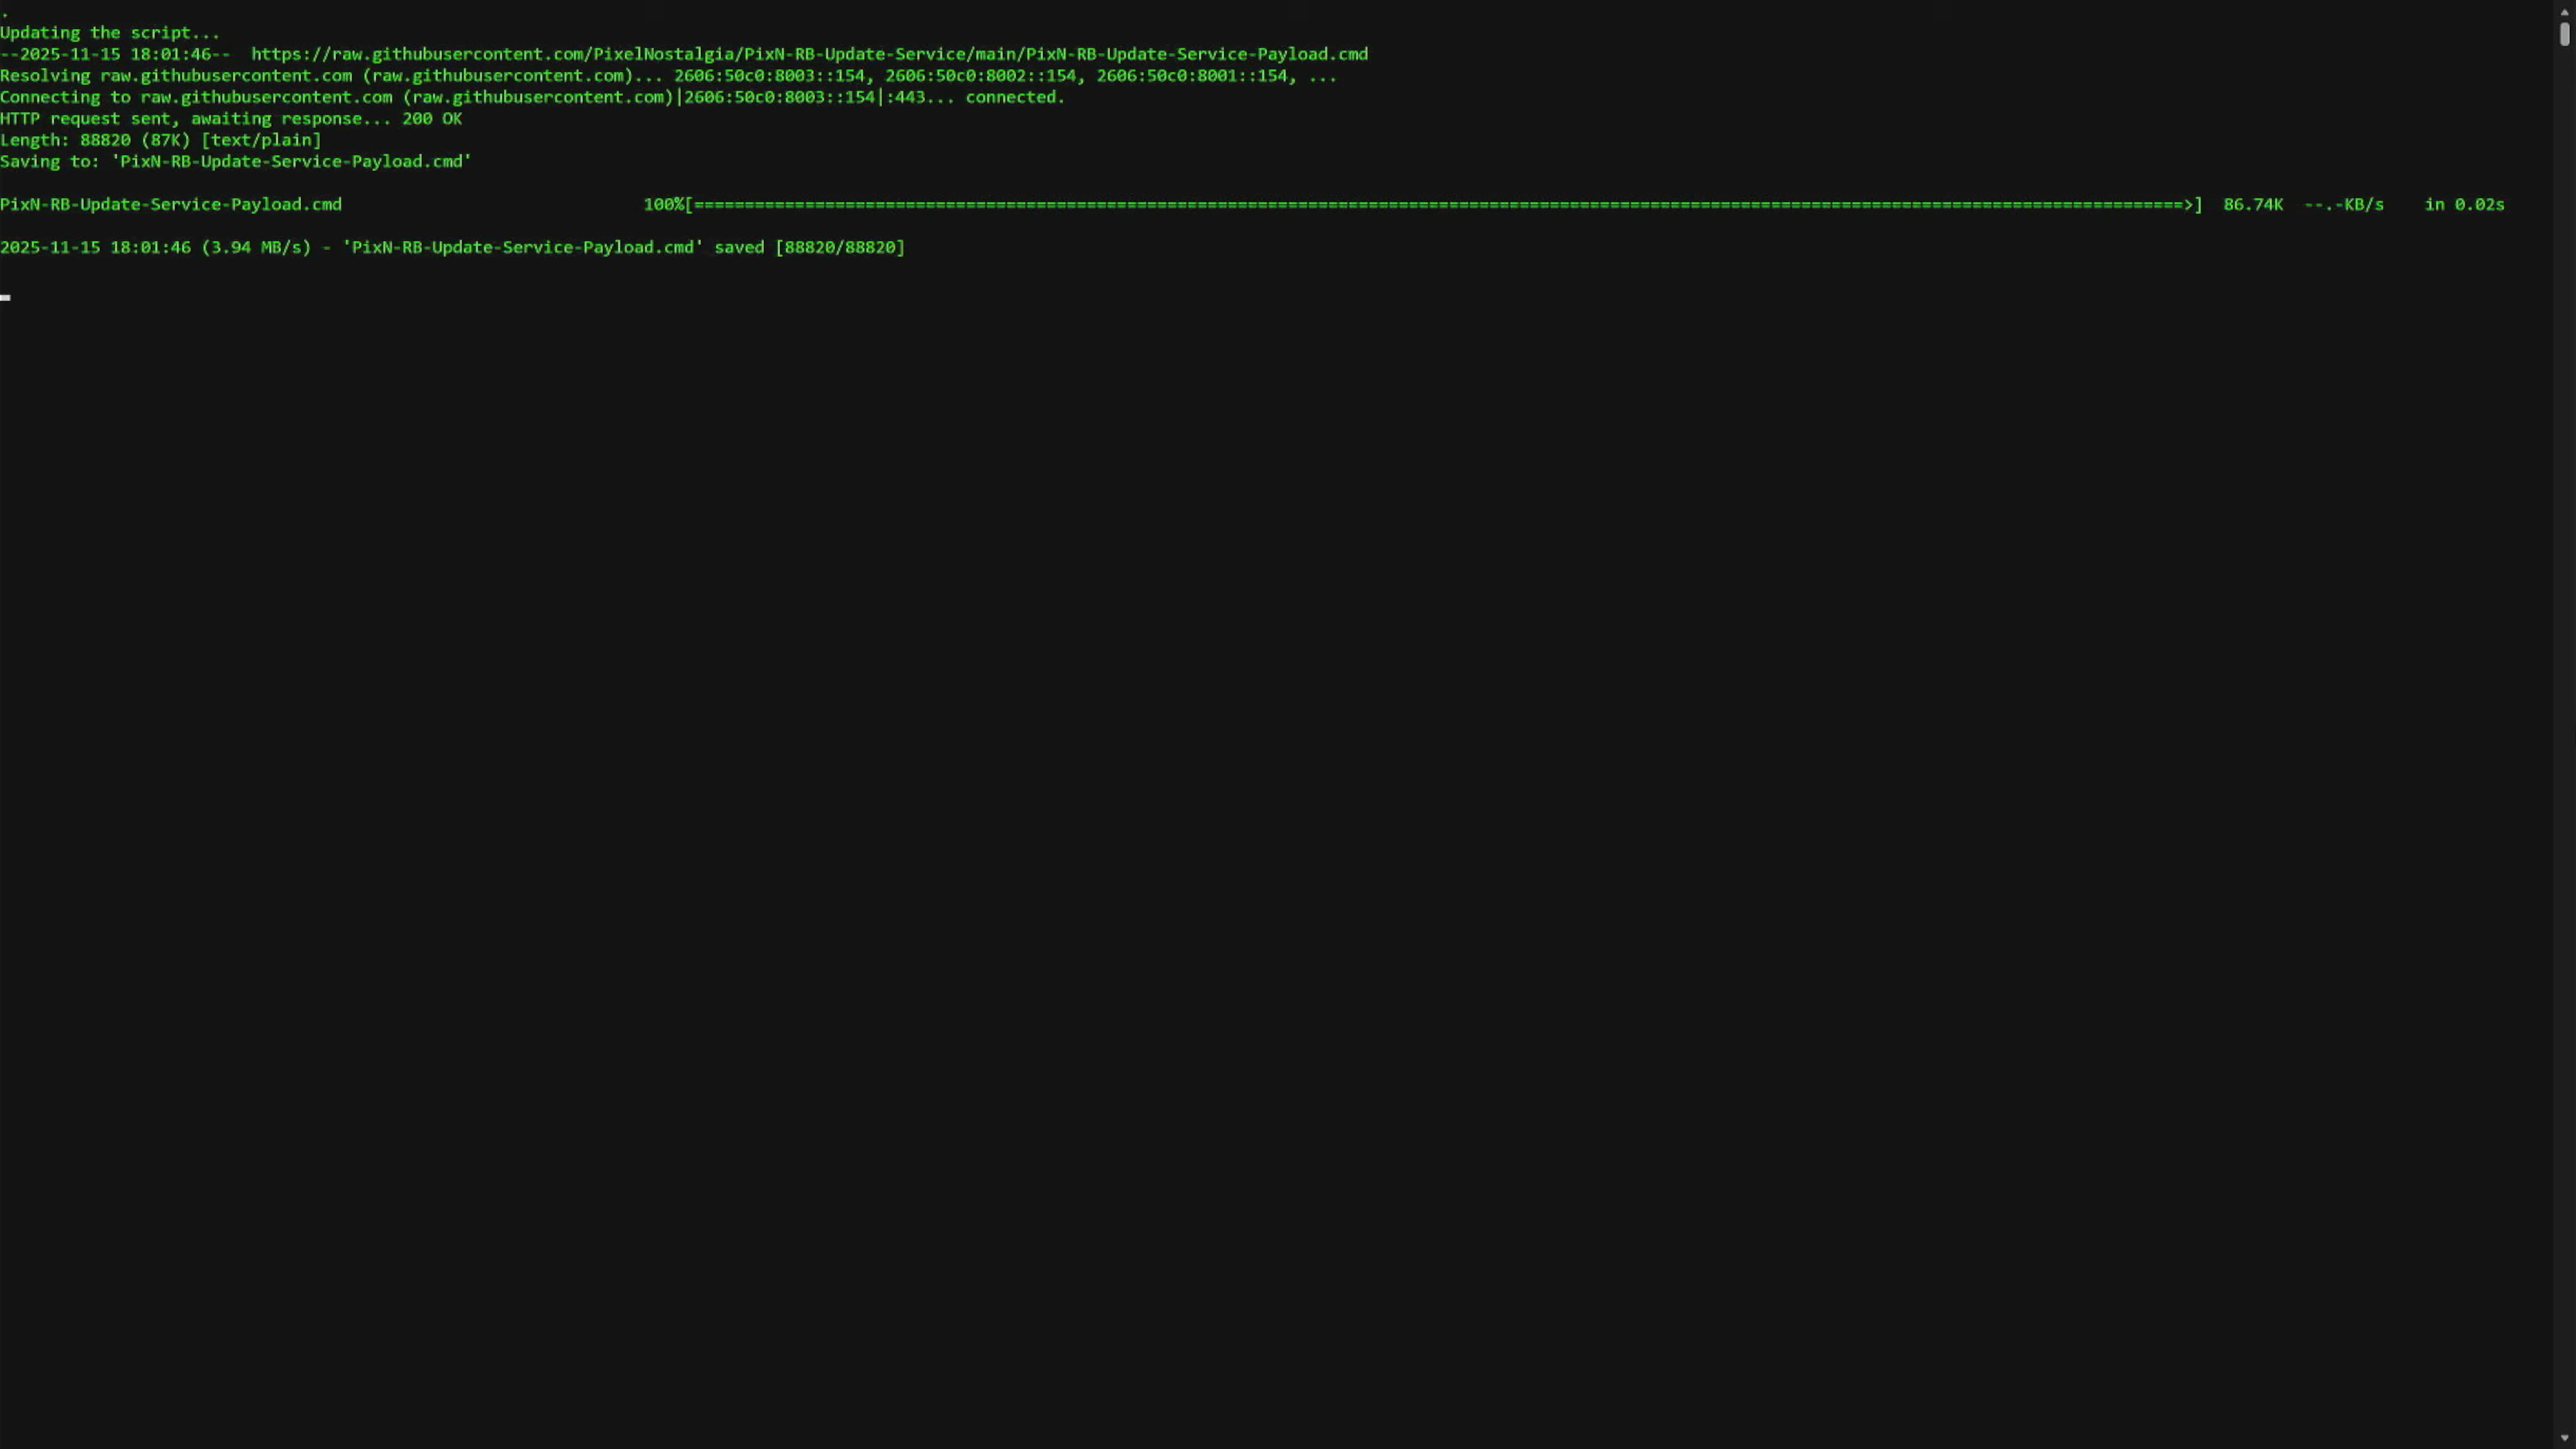 .
Updating the script...
--2025-11-15 18:01:46--  https://raw.githubusercontent.com/PixelNostalgia/PixN-RB-Update-Service/main/PixN-RB-Update-Service-Payload.cmd
Resolving raw.githubusercontent.com (raw.githubusercontent.com)... 2606:50c0:8003::154, 2606:50c0:8002::154, 2606:50c0:8001::154, ...
Connecting to raw.githubusercontent.com (raw.githubusercontent.com)|2606:50c0:8003::154|:443... connected.
HTTP request sent, awaiting response... 200 OK
Length: 88820 (87K) [text/plain]
Saving to: 'PixN-RB-Update-Service-Payload.cmd'
PixN-RB-Update-Service-Payload.cmd 100%[====================================================================================================================================================>] 86.74K --.-KB/s in 0.02s
2025-11-15 18:01:46 (3.94 MB/s) - 'PixN-RB-Update-Service-Payload.cmd' saved [88820/88820]